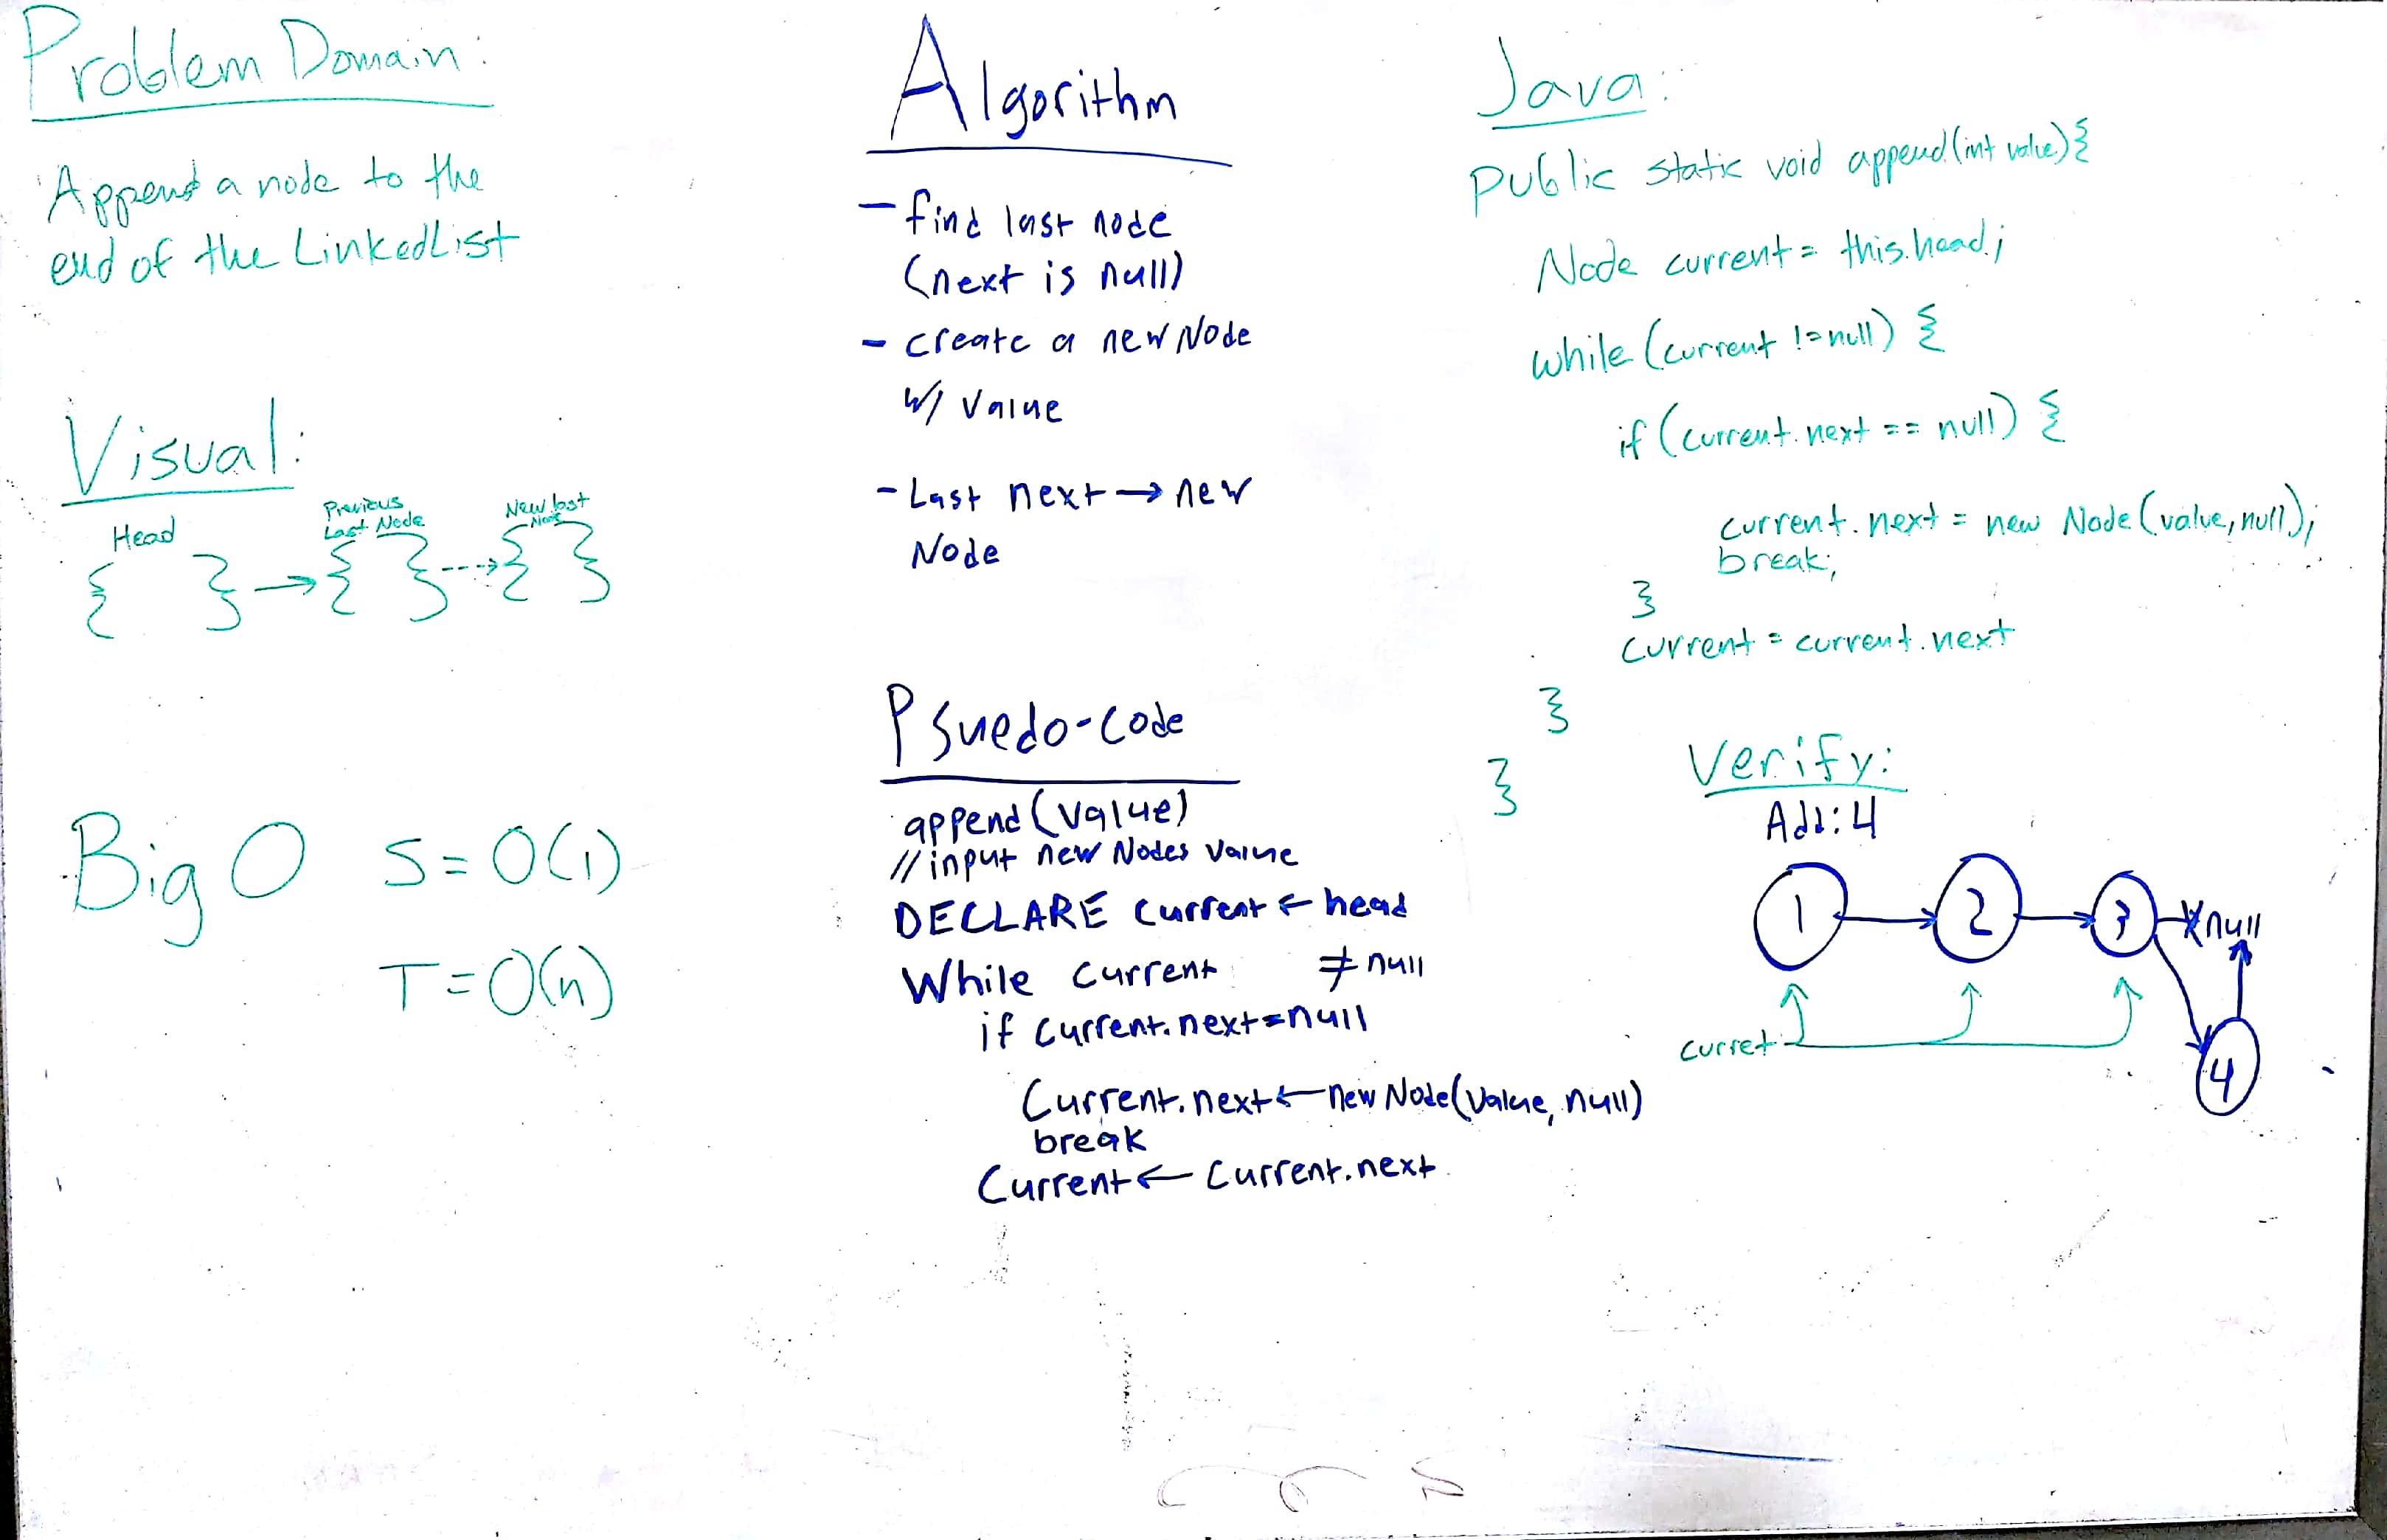 Problem Domain:
Append a node to the
end of the LinkedList
Visual:
Head
Previous
Last Node
New last
Node
{ } → { } ---> { }
Big O S = O(1)
T = O(n)
Algorithm
- find last node
(next is null)
- create a new Node
w/ value
- Last next → new
Node
Psuedo-code
append(value)
// input new Nodes value
DECLARE current ← head
While current ≠ null
if current.next = null
Current.next ← new Node(value, null)
break
Current ← Current.next
Java:
public static void append(int value){
Node current = this.head;
while (current != null) {
if (current.next == null) {
current.next = new Node(value, null);
break;
}
current = current.next
}
}
Verify:
Add: 4
1 → 2 → 3 → null
curret
4